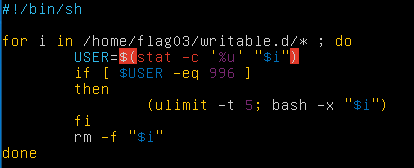 #!/bin/sh
for i in /home/flag03/writable.d/* ; do
        USER=$(stat -c '%u' "$i")
        if [ $USER -eq 996 ]
        then
                (ulimit -t 5; bash -x "$i")
        fi
        rm -f "$i"
done